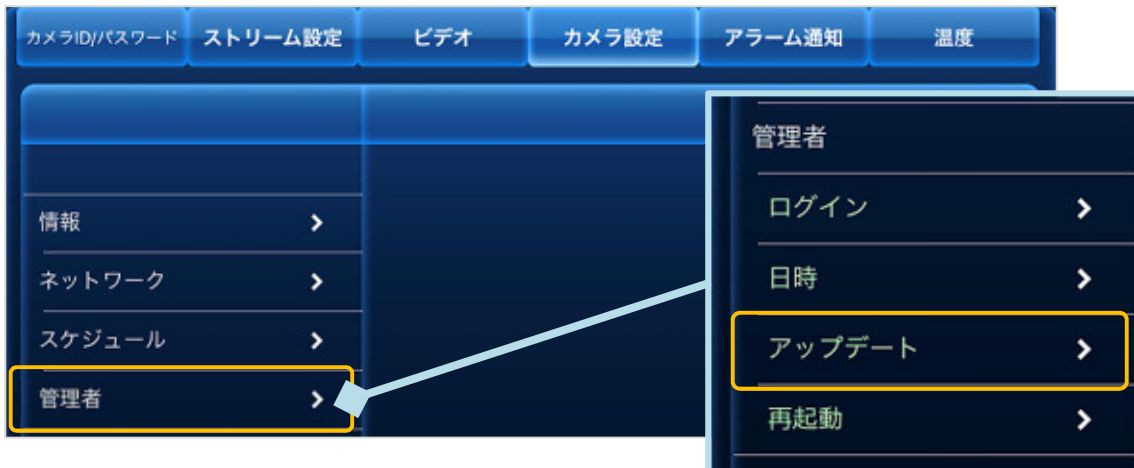 カメラID/パスワード ストリーム設定 ビデオ カメラ設定 アラーム通知 温度
情報
ネットワーク
スケジュール
管理者
管理者
ログイン
日時
アップデート
再起動